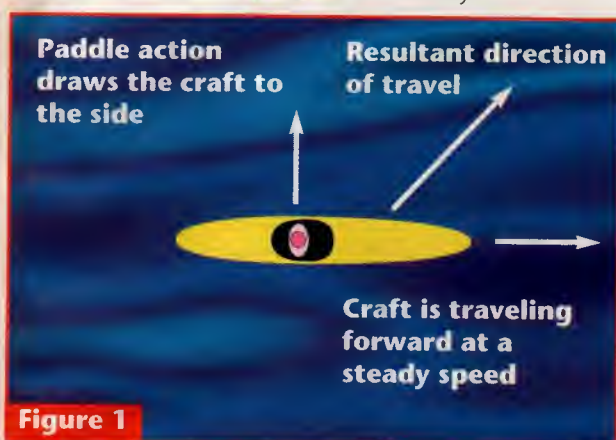 Paddle action
draws the craft to
the side
Resultant direction
of travel
Craft is traveling
forward at a
steady speed
Figure 1